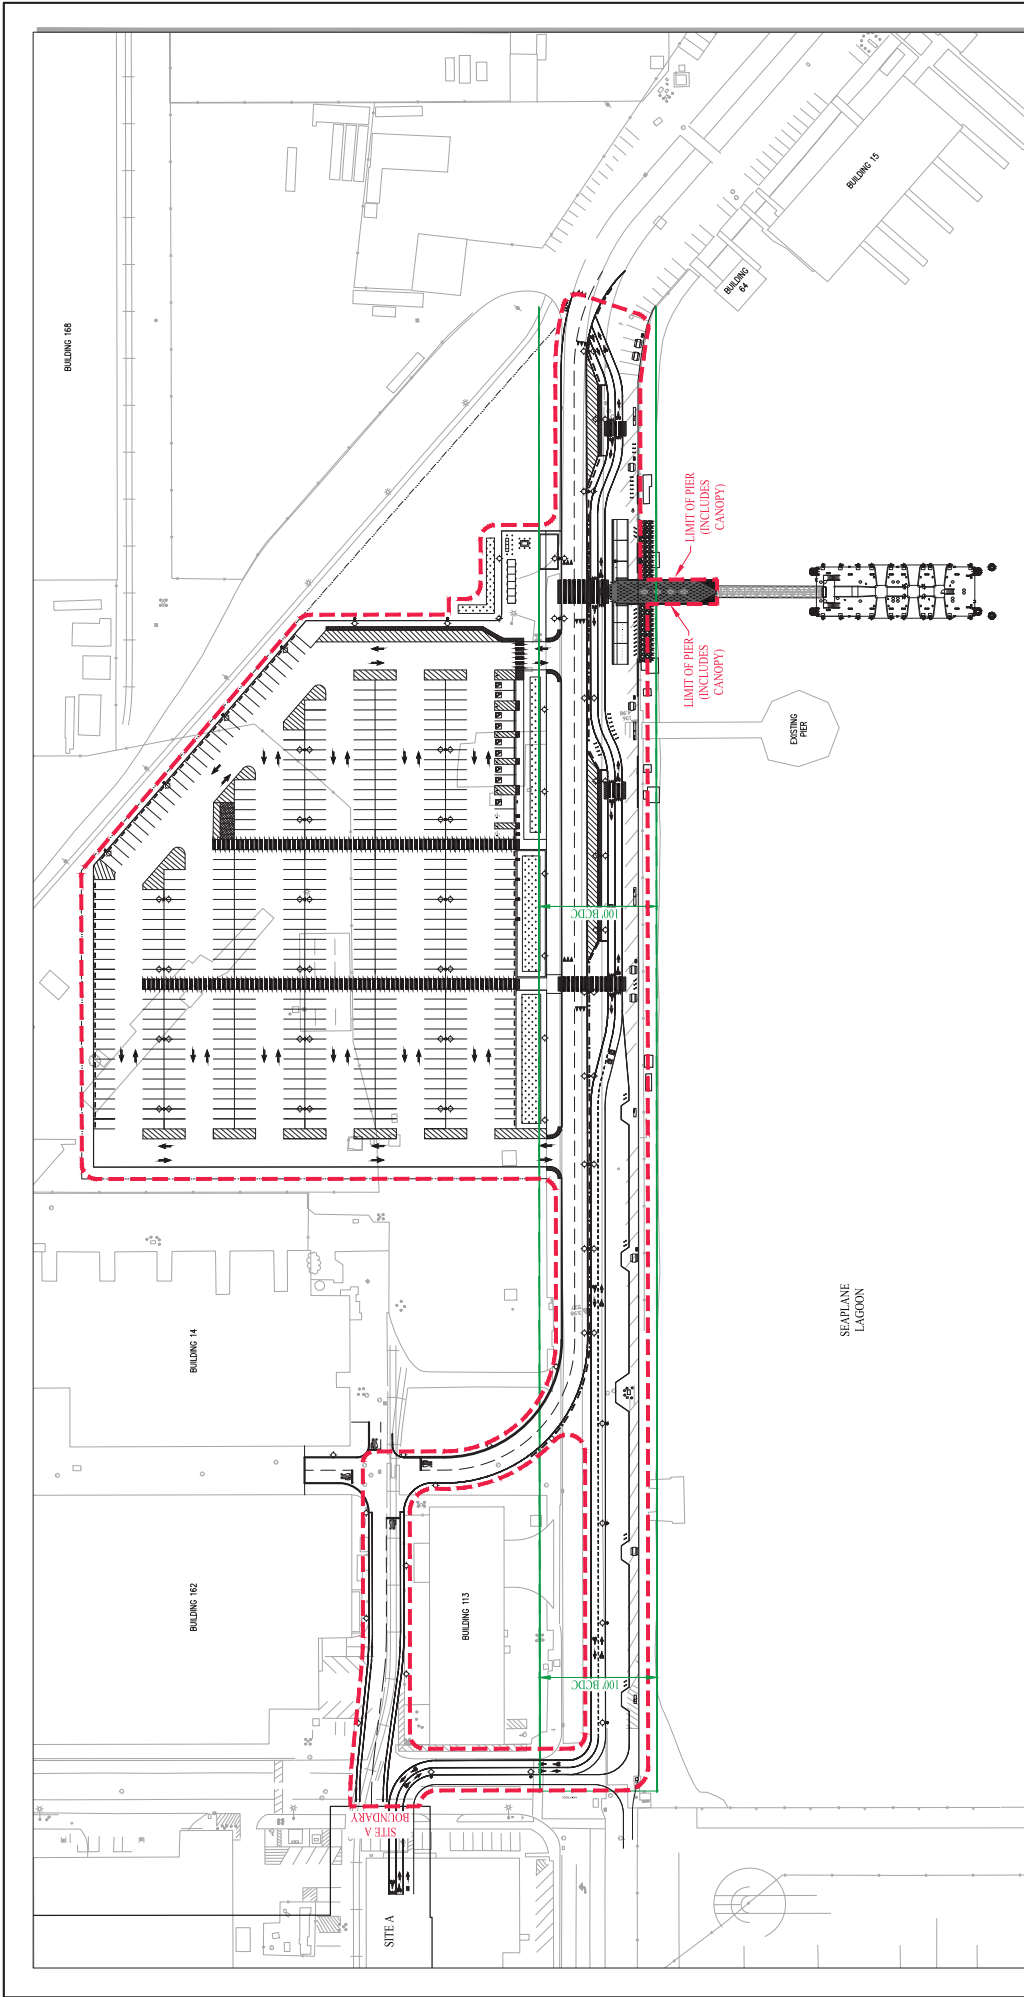 BUILDING 168
BUILDING 15
BUILDING
64
LIMIT OF PIER
(INCLUDES
CANOPY)
LIMIT OF PIER
(INCLUDES
CANOPY)
EXISTING
PIER
100' BCDC
SEAPLANE
LAGOON
BUILDING 14
BUILDING 162
BUILDING 113
100' BCDC
SITE A
BOUNDARY
SITE A